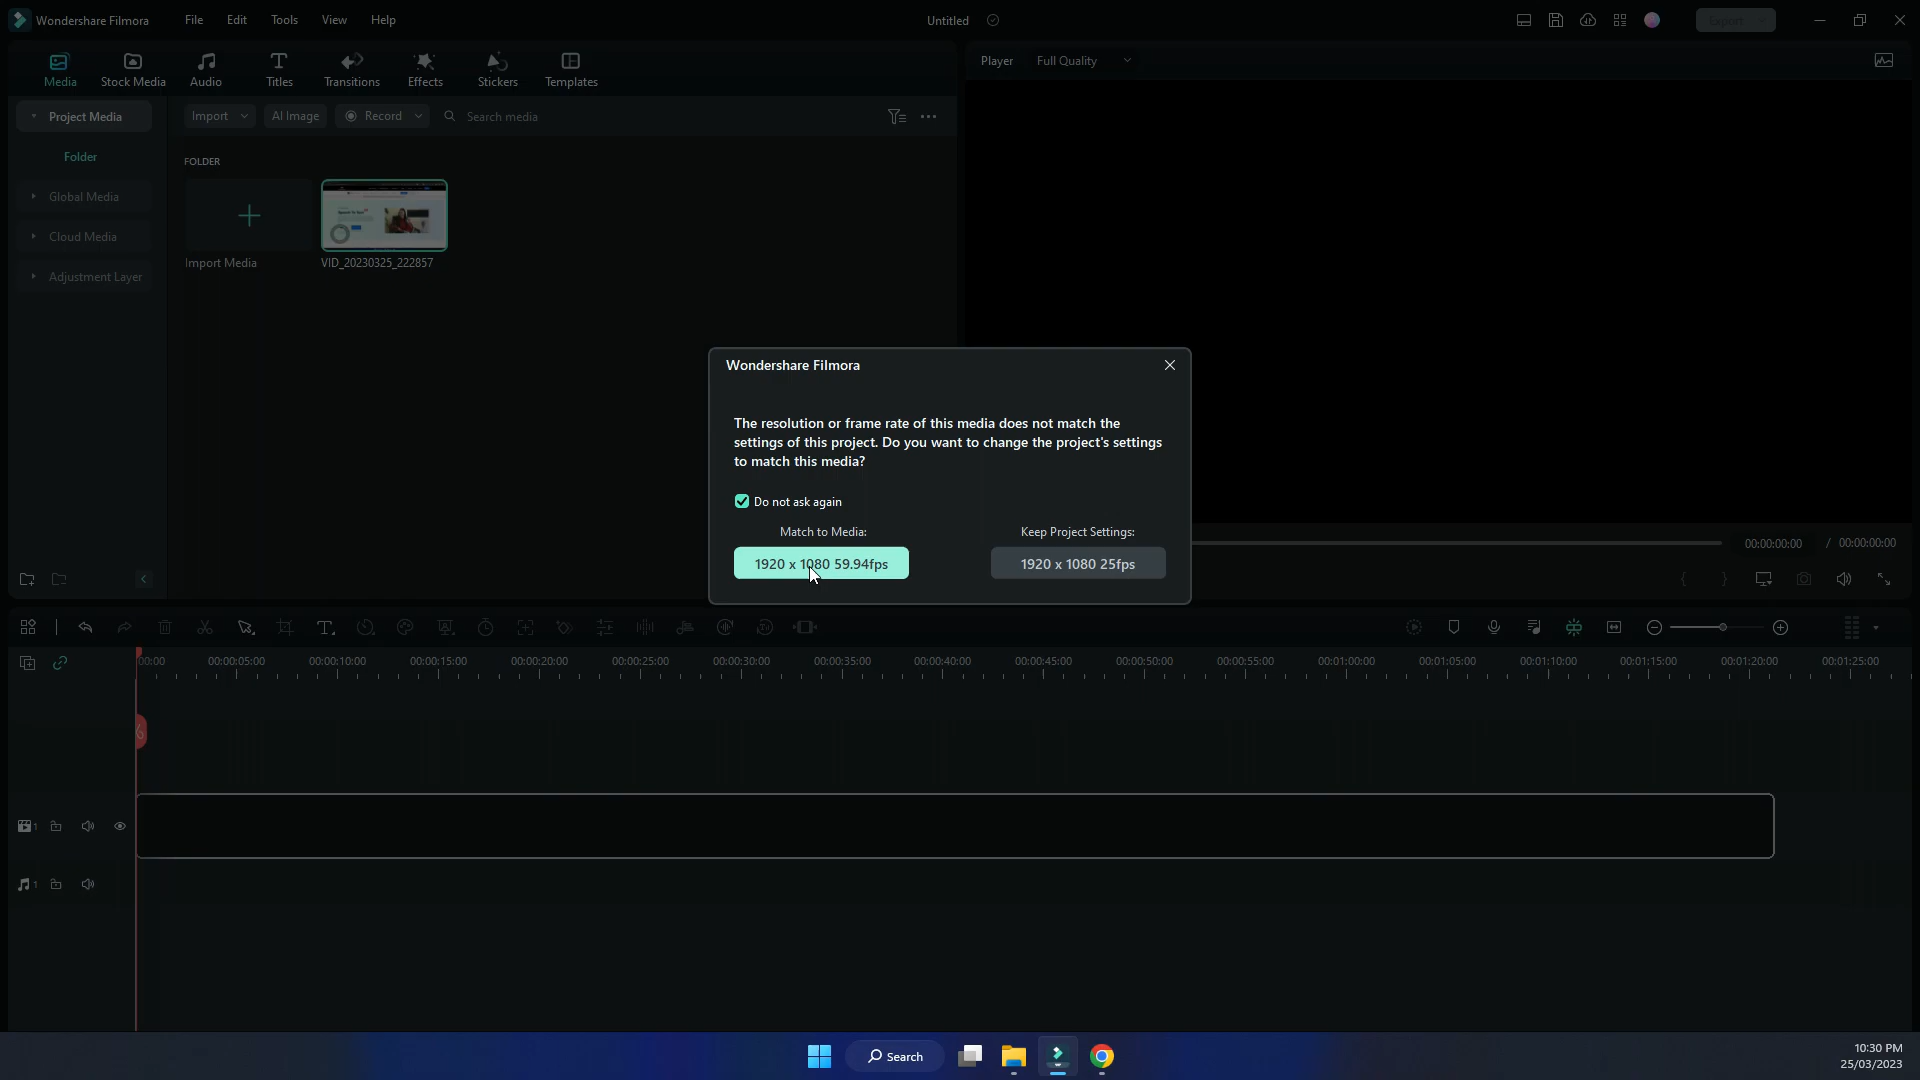 Wondershare Filmora
File
Edit
Tools
View
Help
Untitled
Export
Media
Stock Media
Audio
Titles
Transitions
Effects
Stickers
Templates
Player
Full Quality
Project Media
Import
AI Image
Record
Search media
Folder
FOLDER
Global Media
Cloud Media
Adjustment Layer
Import Media
VID_20230325_222857
Wondershare Filmora
The resolution or frame rate of this media does not match the
settings of this project. Do you want to change the project's settings
to match this media?
Do not ask again
Match to Media:
Keep Project Settings:
1920 x 1080 59.94fps
1920 x 1080 25fps
00:00:00:00
/ 00:00:00:00
00:00
00:00:05:00
00:00:10:00
00:00:15:00
00:00:20:00
00:00:25:00
00:00:30:00
00:00:35:00
00:00:40:00
00:00:45:00
00:00:50:00
00:00:55:00
00:01:00:00
00:01:05:00
00:01:10:00
00:01:15:00
00:01:20:00
00:01:25:00
1
1
Search
10:30 PM
25/03/2023